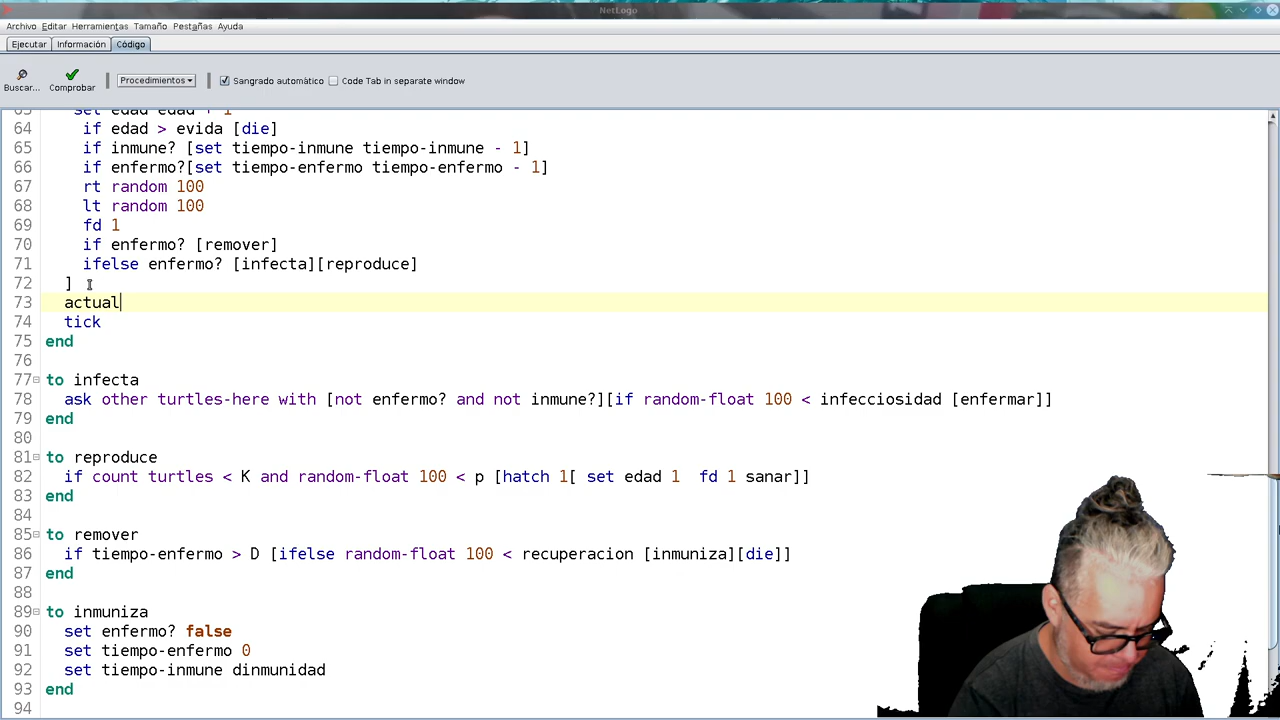 NetLogo
Archivo Editar Herramientas Tamaño Pestañas Ayuda
Ejecutar Información Código
Buscar... Comprobar Procedimientos Sangrado automático Code Tab in separate window
63 set edad edad + 1
64 if edad > evida [die]
65 if inmune? [set tiempo-inmune tiempo-inmune - 1]
66 if enfermo?[set tiempo-enfermo tiempo-enfermo - 1]
67 rt random 100
68 lt random 100
69 fd 1
70 if enfermo? [remover]
71 ifelse enfermo? [infecta][reproduce]
72 ]
73 actual
74 tick
75 end
76
77 to infecta
78 ask other turtles-here with [not enfermo? and not inmune?][if random-float 100 < infecciosidad [enfermar]]
79 end
80
81 to reproduce
82 if count turtles < K and random-float 100 < p [hatch 1[ set edad 1 fd 1 sanar]]
83 end
84
85 to remover
86 if tiempo-enfermo > D [ifelse random-float 100 < recuperacion [inmuniza][die]]
87 end
88
89 to inmuniza
90 set enfermo? false
91 set tiempo-enfermo 0
92 set tiempo-inmune dinmunidad
93 end
94